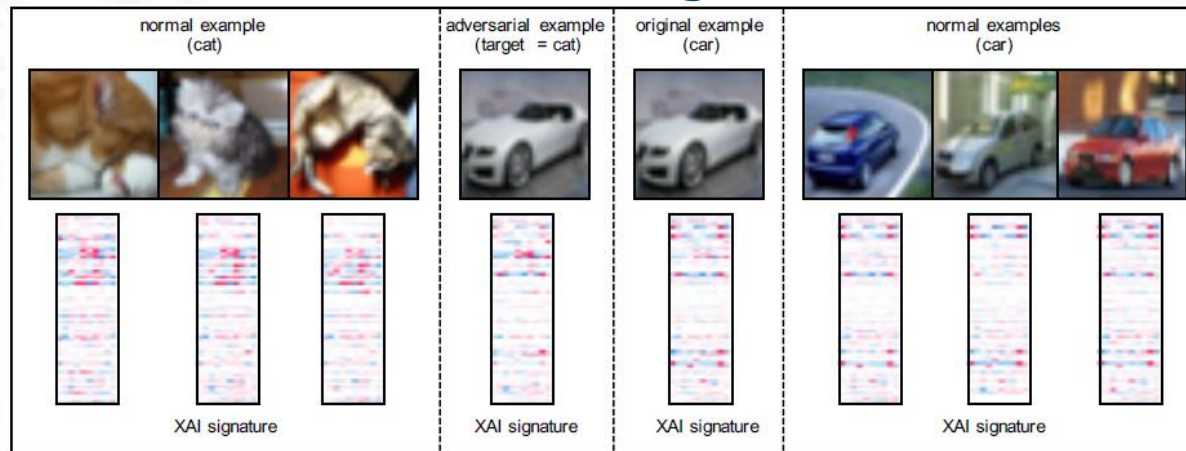 normal example
(cat)
adversarial example
(target = cat)
original example
(car)
normal examples
(car)
XAI signature
XAI signature
XAI signature
XAI signature